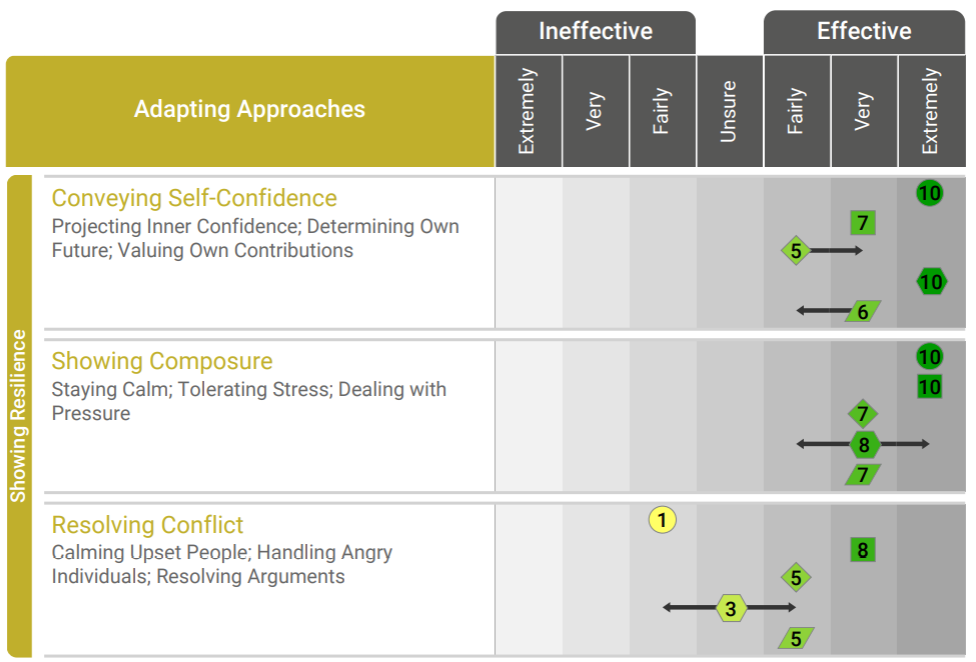 Ineffective
Effective
Adapting Approaches
Extremely
Very
Fairly
Unsure
Fairly
Very
Extremely
Showing Resilience
Conveying Self-Confidence
Projecting Inner Confidence; Determining Own
Future; Valuing Own Contributions
10
7
5
10
6
Showing Composure
Staying Calm; Tolerating Stress; Dealing with
Pressure
10
10
7
8
7
Resolving Conflict
Calming Upset People; Handling Angry
Individuals; Resolving Arguments
1
8
5
3
5